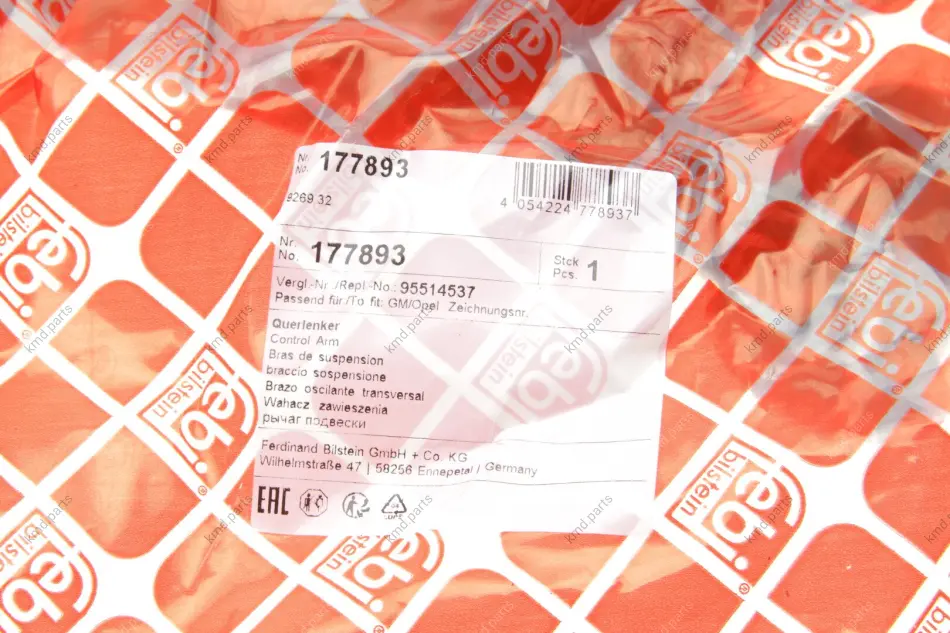 Nr.
No. 177893
926932
4 054224 778937
Nr.
No. 177893
Stck
Pcs. 1
Vergl.-Nr./Repl.-No.: 95514537
Passend für/To fit: GM/Opel Zeichnungsnr.
Querlenker
Control Arm
Bras de suspension
braccio sospensione
Brazo oscilante transversal
Wahacz zawieszenia
рычаг подвески
Ferdinand Bilstein GmbH + Co. KG
Wilhelmstraße 47 | 58256 Ennepetal / Germany
EAC
febi
bilstein
kmd.parts